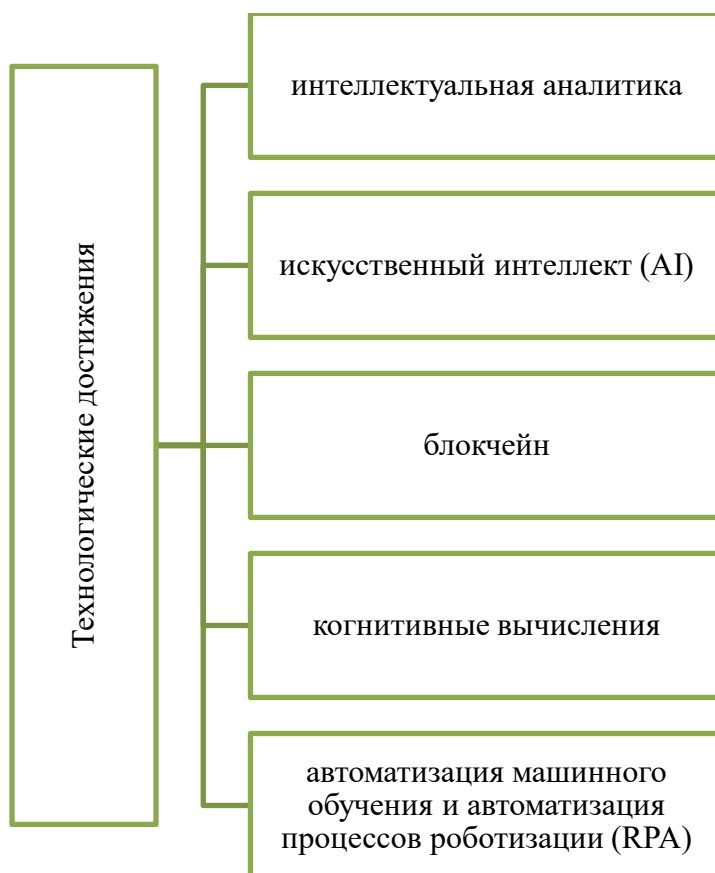 Технологические достижения
интеллектуальная аналитика
искусственный интеллект (AI)
блокчейн
когнитивные вычисления
автоматизация машинного
обучения и автоматизация
процессов роботизации (RPA)